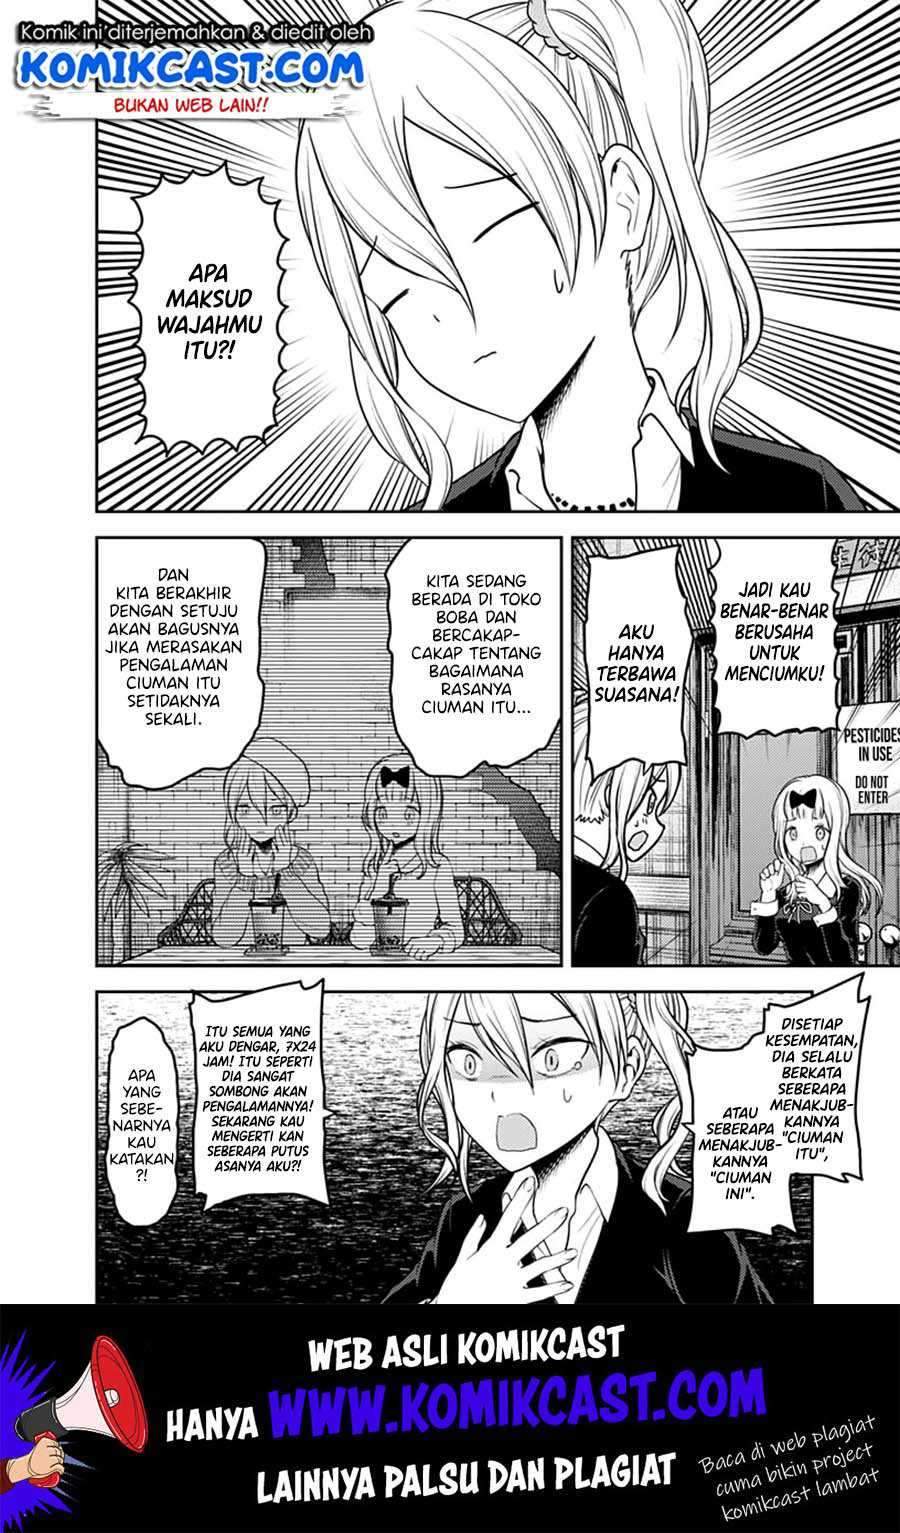 Komik ini diterjemahkan & diedit oleh
KOMIKCAST.COM
BUKAN WEB LAIN!!
APA
MAKSUD
WAJAHMU
ITU?!
JADI KAU
BENAR-BENAR
BERUSAHA
UNTUK
MENCIUMKU!
AKU
HANYA
TERBAWA
SUASANA!
PESTICIDES
IN USE
DO NOT
ENTER
KITA SEDANG
BERADA DI TOKO
BOBA DAN
BERCAKAP-
CAKAP TENTANG
BAGAIMANA
RASANYA
CIUMAN ITU...
DAN
KITA BERAKHIR
DENGAN SETUJU
AKAN BAGUSNYA
JIKA MERASAKAN
PENGALAMAN
CIUMAN ITU
SETIDAKNYA
SEKALI.
DISETIAP
KESEMPATAN,
DIA SELALU
BERKATA
SEBERAPA
MENAKJUB-
KANNYA
"CIUMAN
ITU",
ATAU
SEBERAPA
MENAKJUB-
KANNYA
"CIUMAN
INI".
ITU SEMUA YANG
AKU DENGAR, 7X24
JAM! ITU SEPERTI
DIA SANGAT
SOMBONG AKAN
PENGALAMANNYA!
SEKARANG KAU
MENGERTI KAN
SEBERAPA PUTUS
ASANYA AKU?!
APA
YANG
SEBE-
NARNYA
KAU
KATAKAN
?!
WEB ASLI KOMIKCAST
HANYA WWW.KOMIKCAST.COM
LAINNYA PALSU DAN PLAGIAT
Baca di web plagiat
cuma bikin project
komikcast lambat